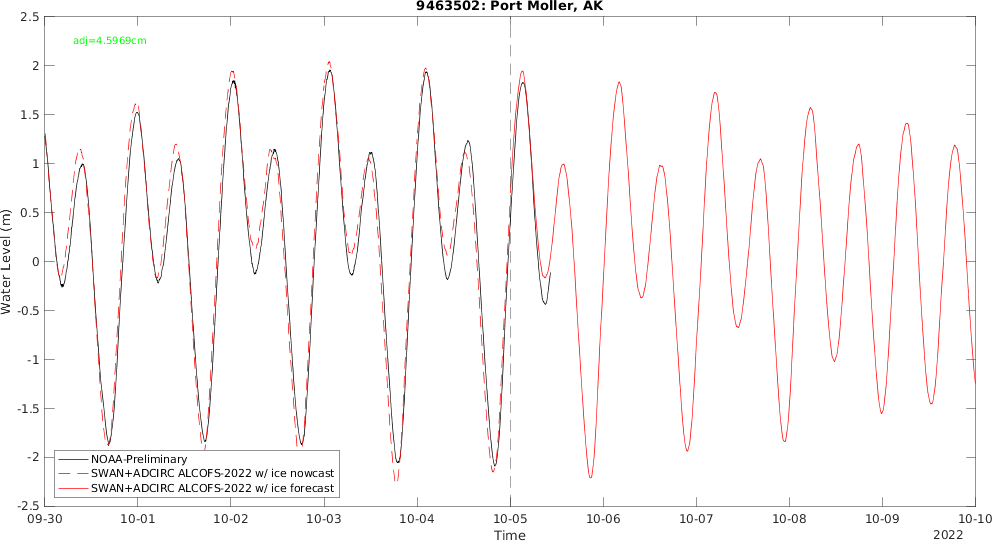 9463502: Port Moller, AK
adj=4.5969cm
2.5
2
1.5
1
0.5
0
-0.5
-1
-1.5
-2
-2.5
Water Level (m)
NOAA-Preliminary
SWAN+ADCIRC ALCOFS-2022 w/ ice nowcast
SWAN+ADCIRC ALCOFS-2022 w/ ice forecast
09-30 10-01 10-02 10-03 10-04 10-05 10-06 10-07 10-08 10-09 10-10
Time
2022